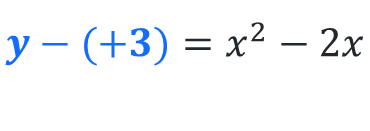 y − (+3) = x² − 2x